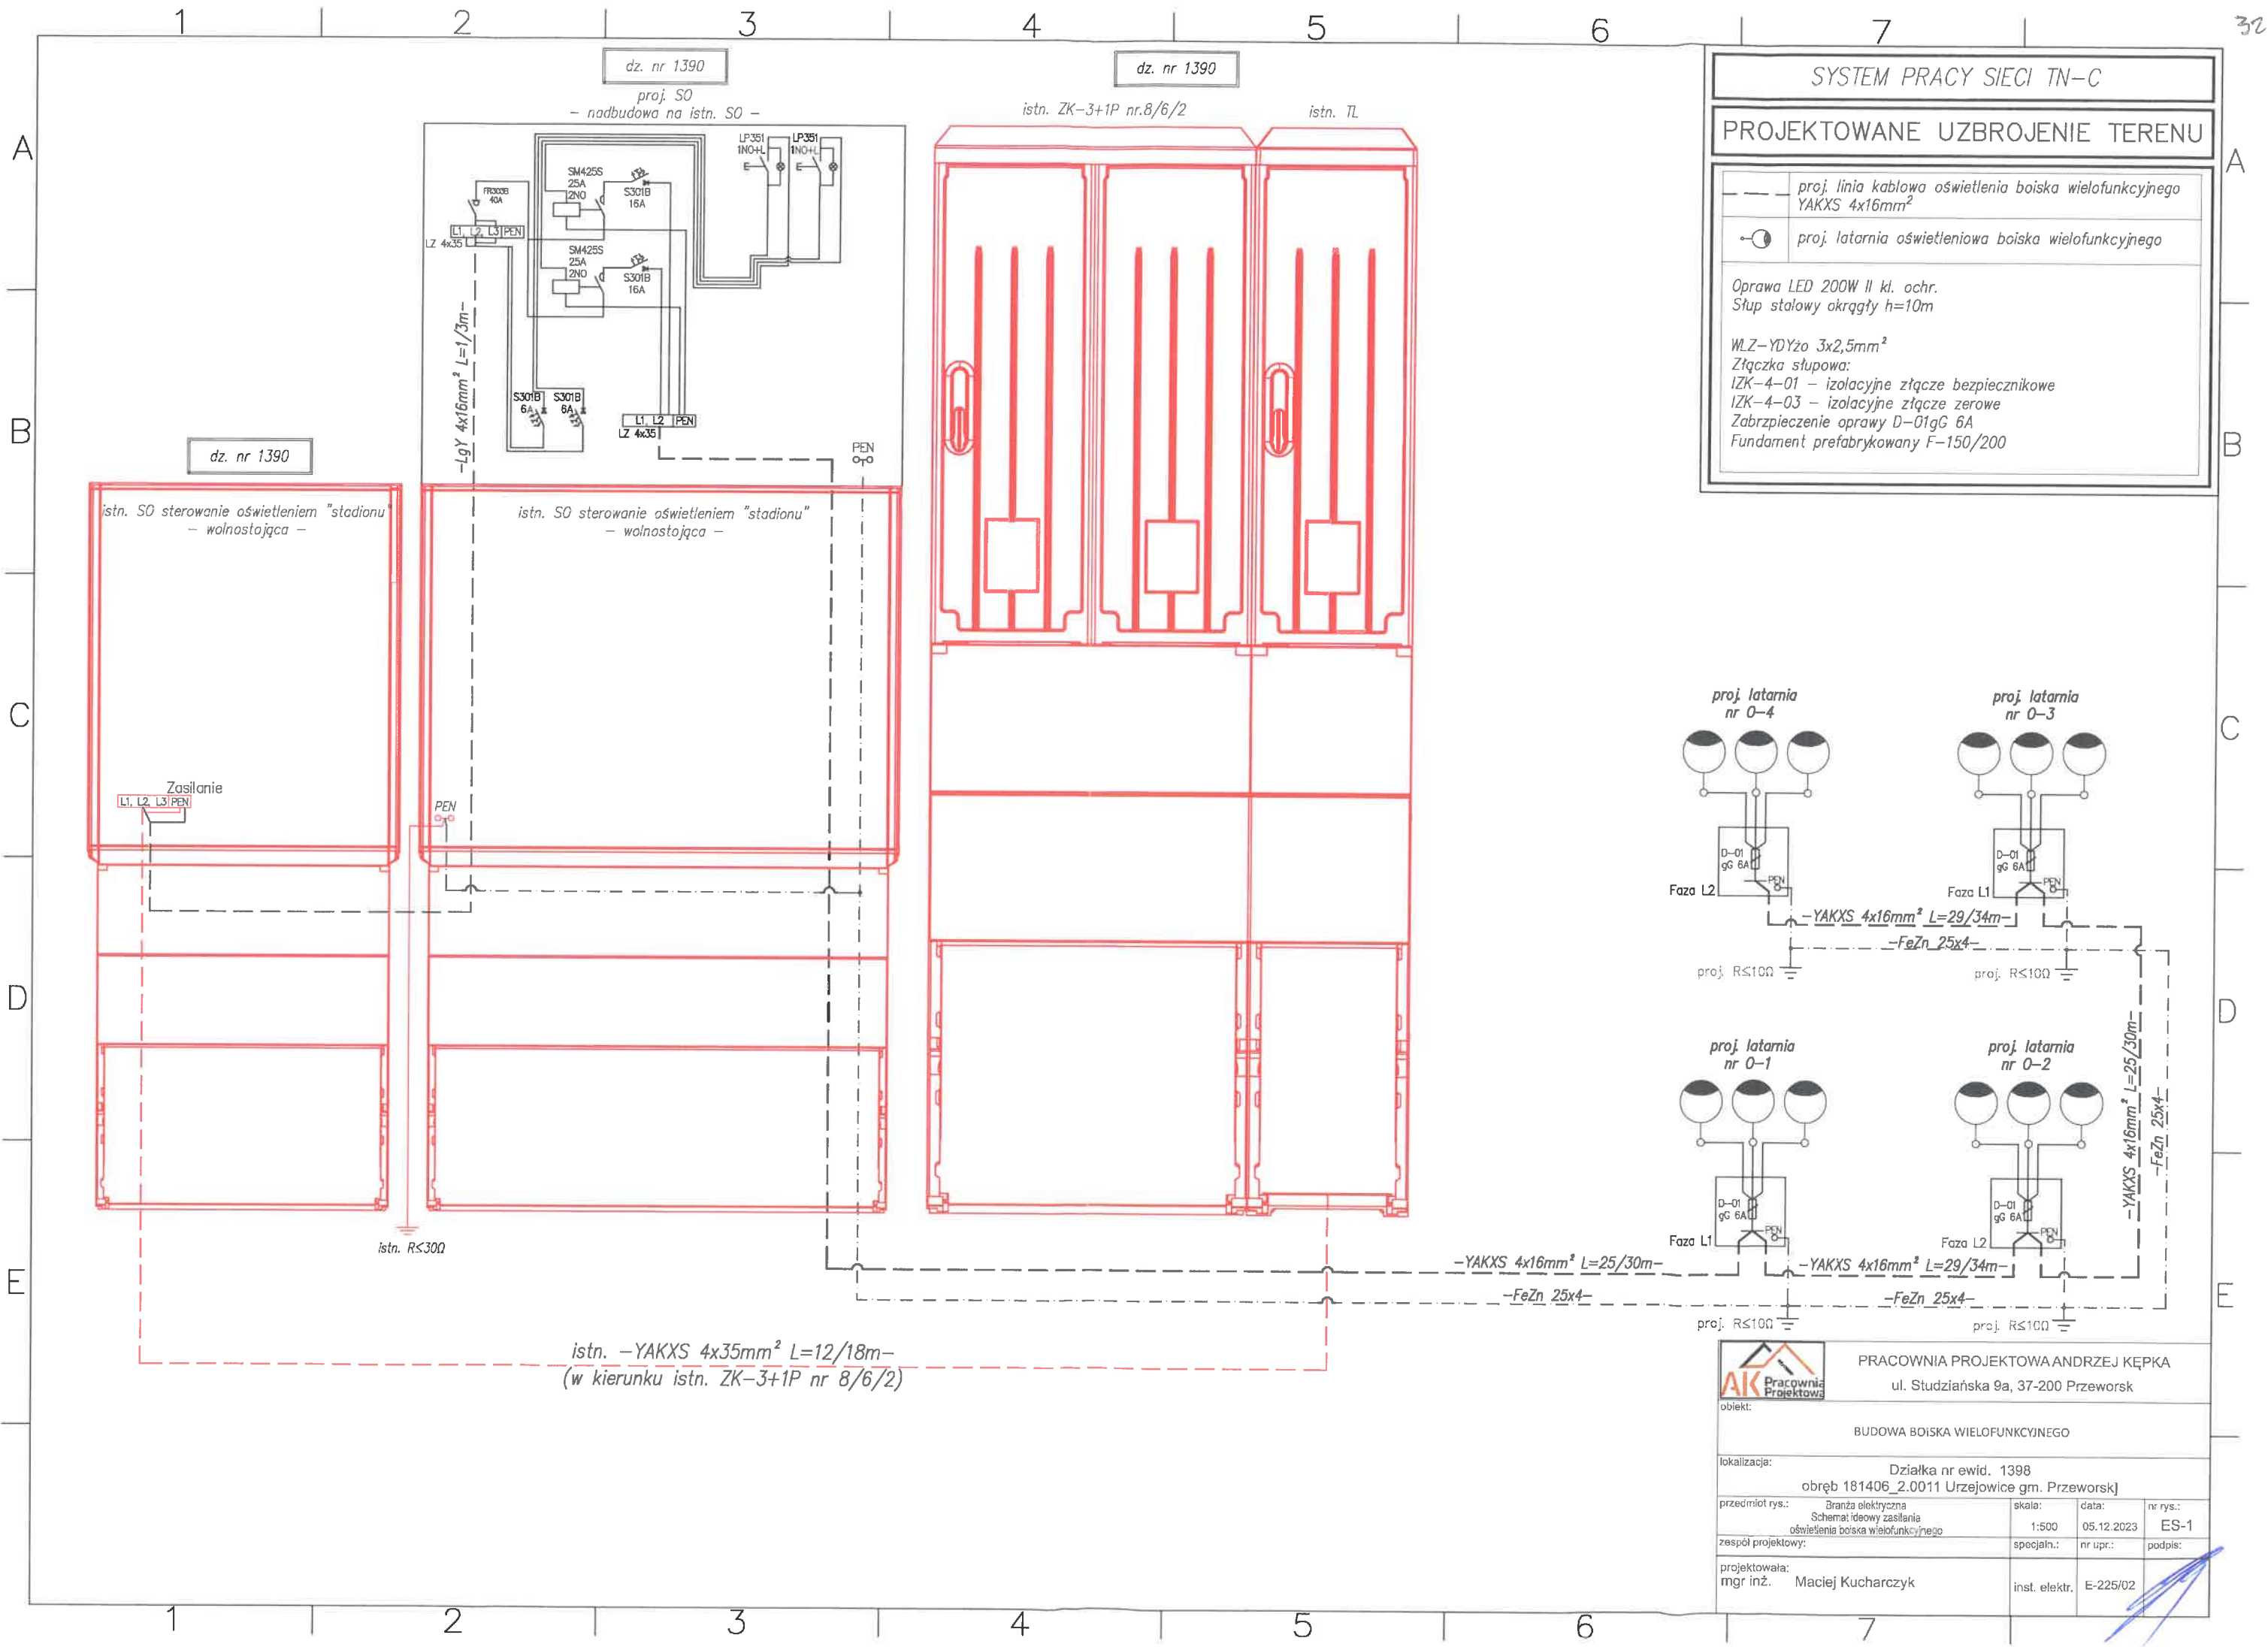 1 2 3 4 5 6 7
32
dz. nr 1390
proj. SO
- nadbudowa na istn. SO -
dz. nr 1390
istn. ZK-3+1P nr.8/6/2
istn. TL
A
B
C
D
E
FR303B
40A
L1, L2, L3 PEN
LZ 4x35
SM425S
25A
2NO
S301B
16A
SM425S
25A
2NO
S301B
16A
LP351
1NO+L
LP351
1NO+L
-LgY 4x16mm² L=1/3m-
S301B
6A
S301B
6A
L1, L2 PEN
LZ 4x35
PEN
dz. nr 1390
istn. SO sterowanie oświetleniem "stadionu"
- wolnostojąca -
istn. SO sterowanie oświetleniem "stadionu"
- wolnostojąca -
Zasilanie
L1, L2, L3 PEN
PEN
istn. R≤30Ω
istn. -YAKXS 4x35mm² L=12/18m-
(w kierunku istn. ZK-3+1P nr 8/6/2)
-YAKXS 4x16mm² L=25/30m-
-FeZn 25x4-
SYSTEM PRACY SIECI TN-C
PROJEKTOWANE UZBROJENIE TERENU
proj. linia kablowa oświetlenia boiska wielofunkcyjnego
YAKXS 4x16mm²
proj. latarnia oświetleniowa boiska wielofunkcyjnego
Oprawa LED 200W II kl. ochr.
Słup stalowy okrągły h=10m
WLZ-YDYżo 3x2,5mm²
Złączka słupowa:
IZK-4-01 - izolacyjne złącze bezpiecznikowe
IZK-4-03 - izolacyjne złącze zerowe
Zabrzpieczenie oprawy D-01gG 6A
Fundament prefabrykowany F-150/200
A
B
C
D
E
proj. latarnia
nr O-4
D-01
gG 6A
PEN
Faza L2
proj. latarnia
nr O-3
D-01
gG 6A
PEN
Faza L1
-YAKXS 4x16mm² L=29/34m-
-FeZn 25x4-
proj. R≤10Ω
proj. R≤10Ω
-YAKXS 4x16mm² L=25/30m-
-FeZn 25x4-
proj. latarnia
nr O-1
D-01
gG 6A
PEN
Faza L1
proj. latarnia
nr O-2
D-01
gG 6A
PEN
Faza L2
-YAKXS 4x16mm² L=29/34m-
-FeZn 25x4-
proj. R≤10Ω
proj. R≤10Ω
AK Pracownia
Projektowa
PRACOWNIA PROJEKTOWA ANDRZEJ KĘPKA
ul. Studziańska 9a, 37-200 Przeworsk
obiekt:
BUDOWA BOISKA WIELOFUNKCYJNEGO
lokalizacja:
Działka nr ewid. 1398
obręb 181406_2.0011 Urzejowice gm. Przeworsk]
przedmiot rys.:
Branża elektryczna
Schemat ideowy zasilania
oświetlenia boiska wielofunkcyjnego
skala:
1:500
data:
05.12.2023
nr rys.:
ES-1
zespół projektowy:
specjaln.:
nr upr.:
podpis:
projektowała:
mgr inż. Maciej Kucharczyk
inst. elektr.
E-225/02
1 2 3 4 5 6 7